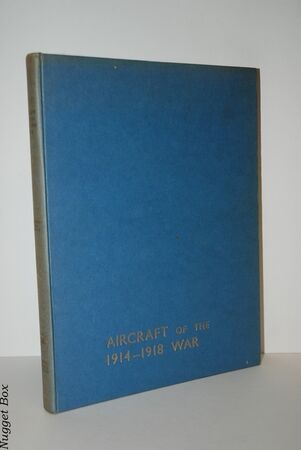 AIRCRAFT OF THE
1914–1918 WAR
Nugget Box